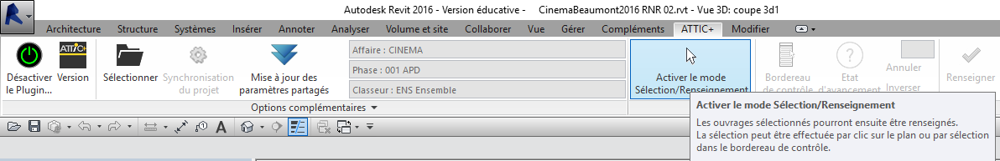 Autodesk Revit 2016 - Version éducative - CinemaBeaumont2016 RNR 02.rvt - Vue 3D: coupe 3d1
Architecture Structure Systèmes Insérer Annoter Analyser Volume et site Collaborer Vue Gérer Compléments ATTIC+ Modifier
ATTIC+
Désactiver
le Plugin...
Version
Sélectionner
Synchronisation
du projet
Mise à jour des
paramètres partagés
Affaire : CINEMA
Phase : 001 APD
Classeur : ENS Ensemble
Options complémentaires
Activer le mode
Sélection/Renseignement
Bordereau
de contrôle
Etat
d'avancement
Annuler
Inverser
Renseigner
Activer le mode Sélection/Renseignement
Les ouvrages sélectionnés pourront ensuite être renseignés.
La sélection peut être effectuée par clic sur le plan ou par sélection
dans le bordereau de contrôle.